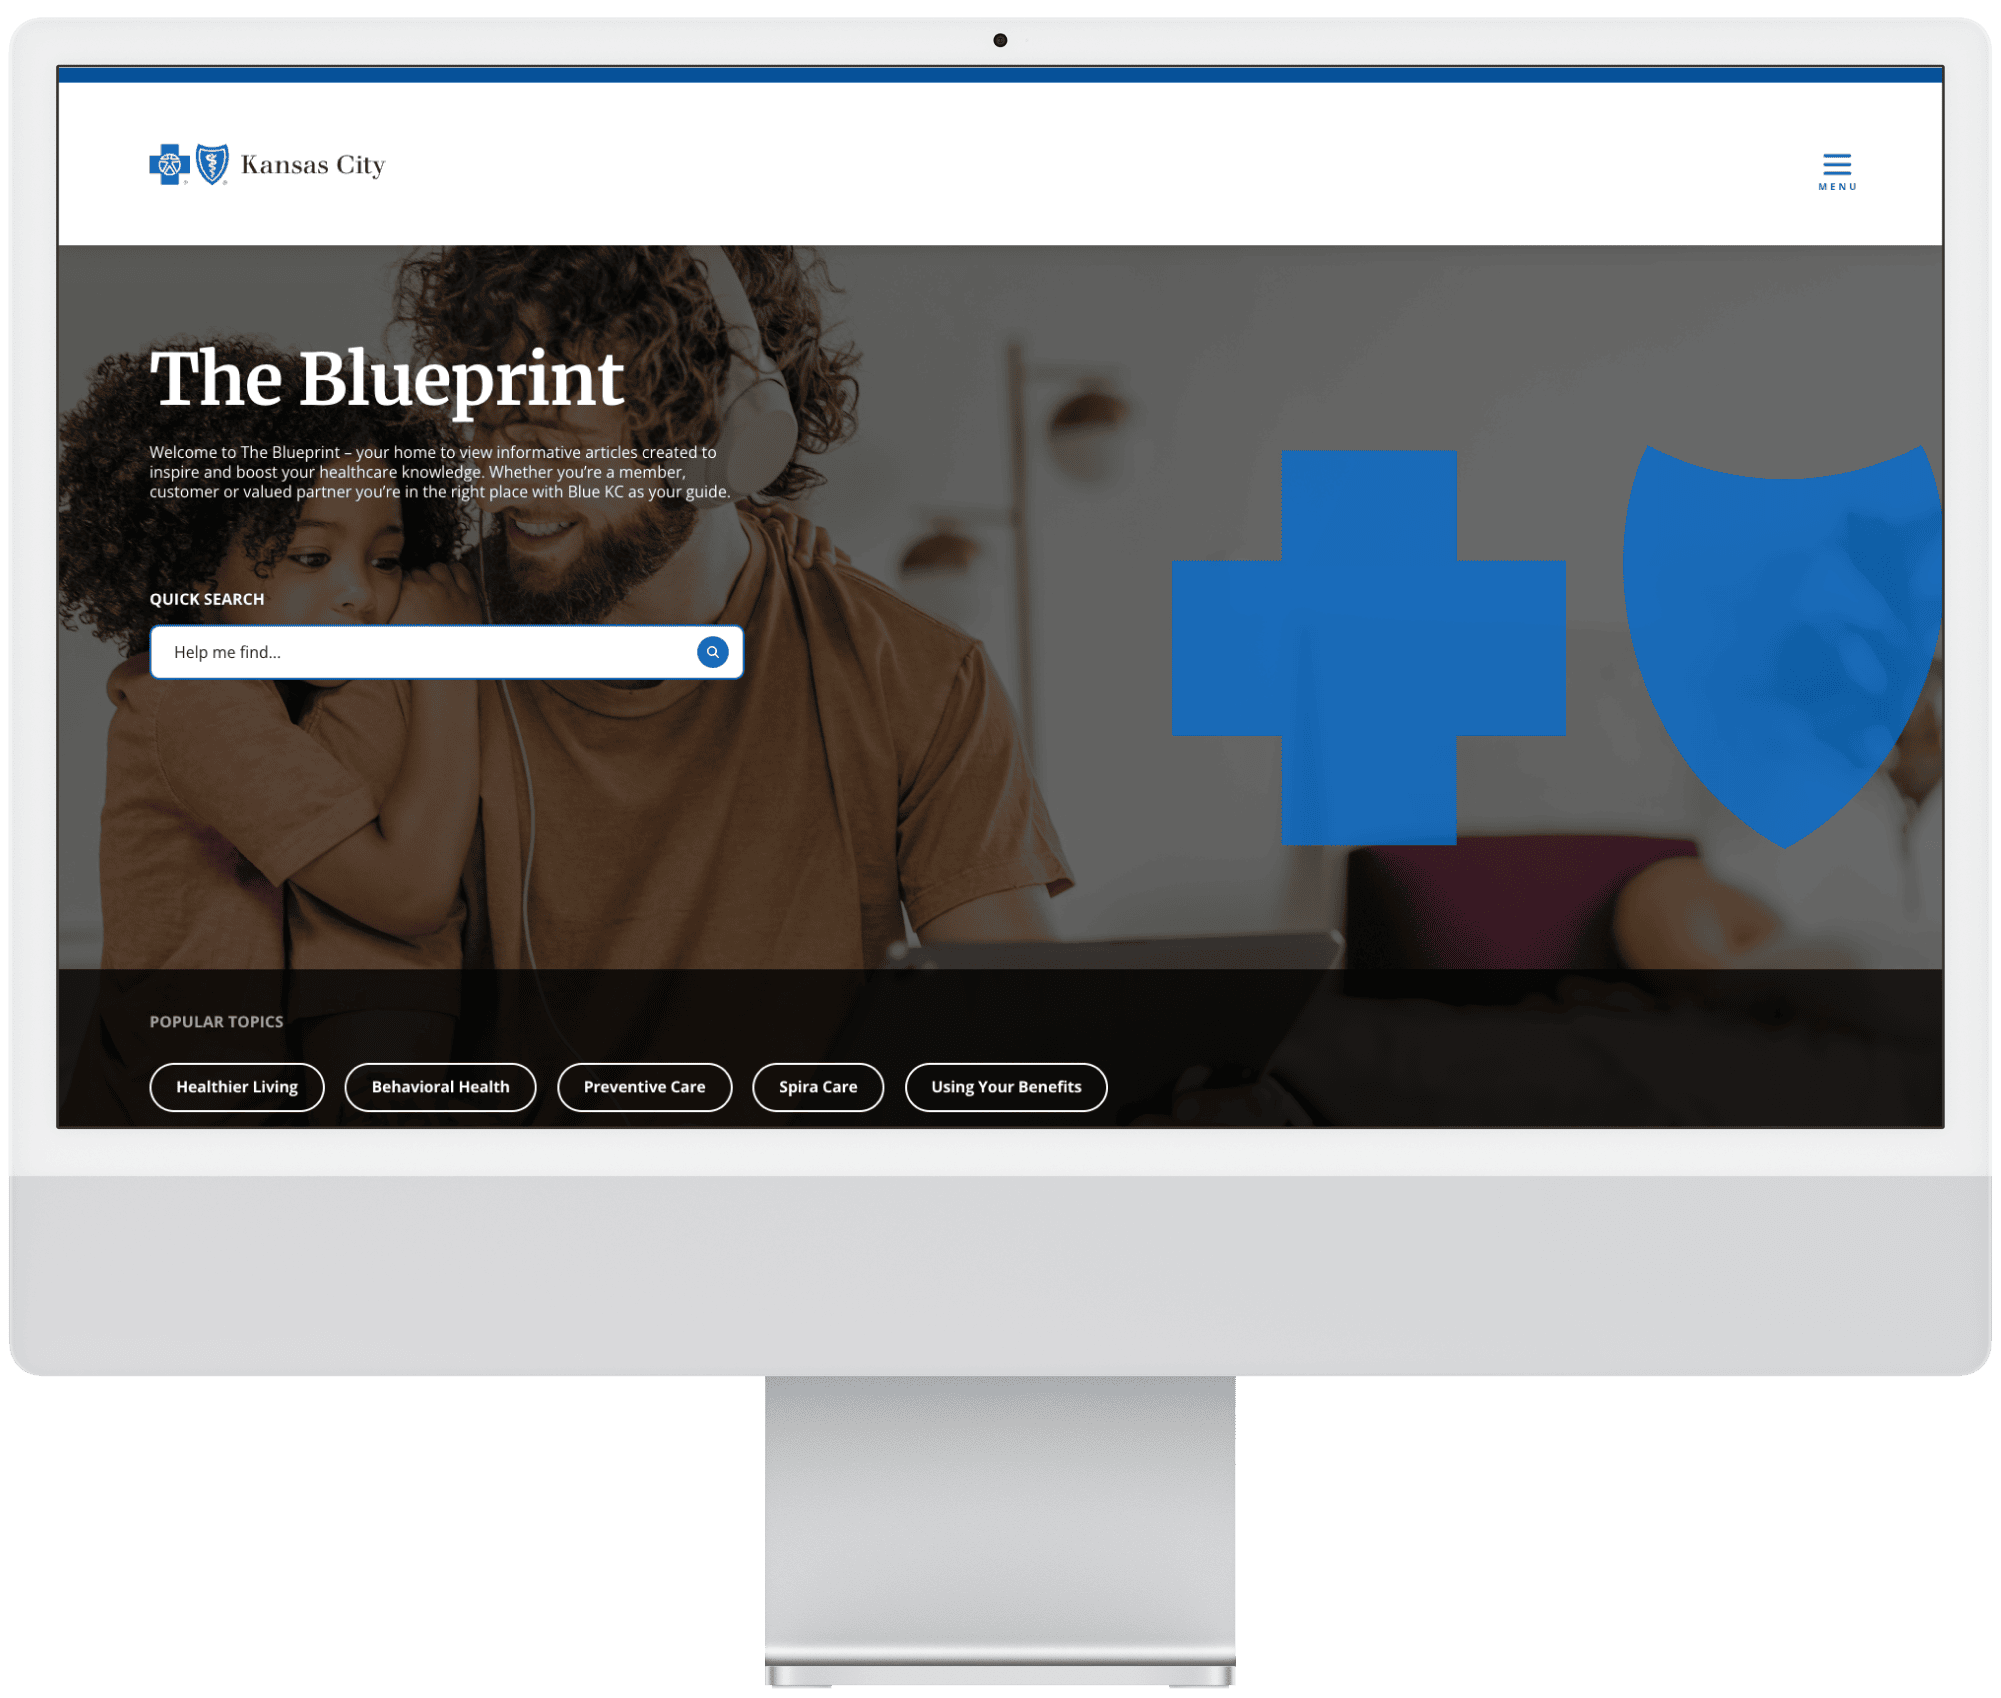 Kansas City
MENU
The Blueprint
Welcome to The Blueprint – your home to view informative articles created to
inspire and boost your healthcare knowledge. Whether you're a member,
customer or valued partner you're in the right place with Blue KC as your guide.
QUICK SEARCH
Help me find...
POPULAR TOPICS
Healthier Living
Behavioral Health
Preventive Care
Spira Care
Using Your Benefits